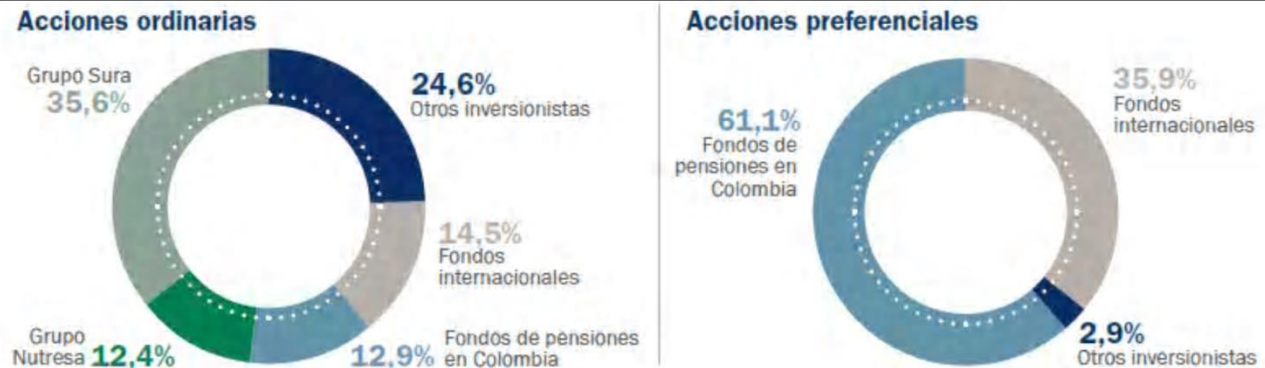 Acciones ordinarias
Grupo Sura
35,6%
24,6%
Otros inversionistas
14,5%
Fondos
internacionales
Grupo
Nutresa 12,4%
12,9% Fondos de pensiones
en Colombia
Acciones preferenciales
61,1%
Fondos de
pensiones en
Colombia
35,9%
Fondos
internacionales
2,9%
Otros inversionistas